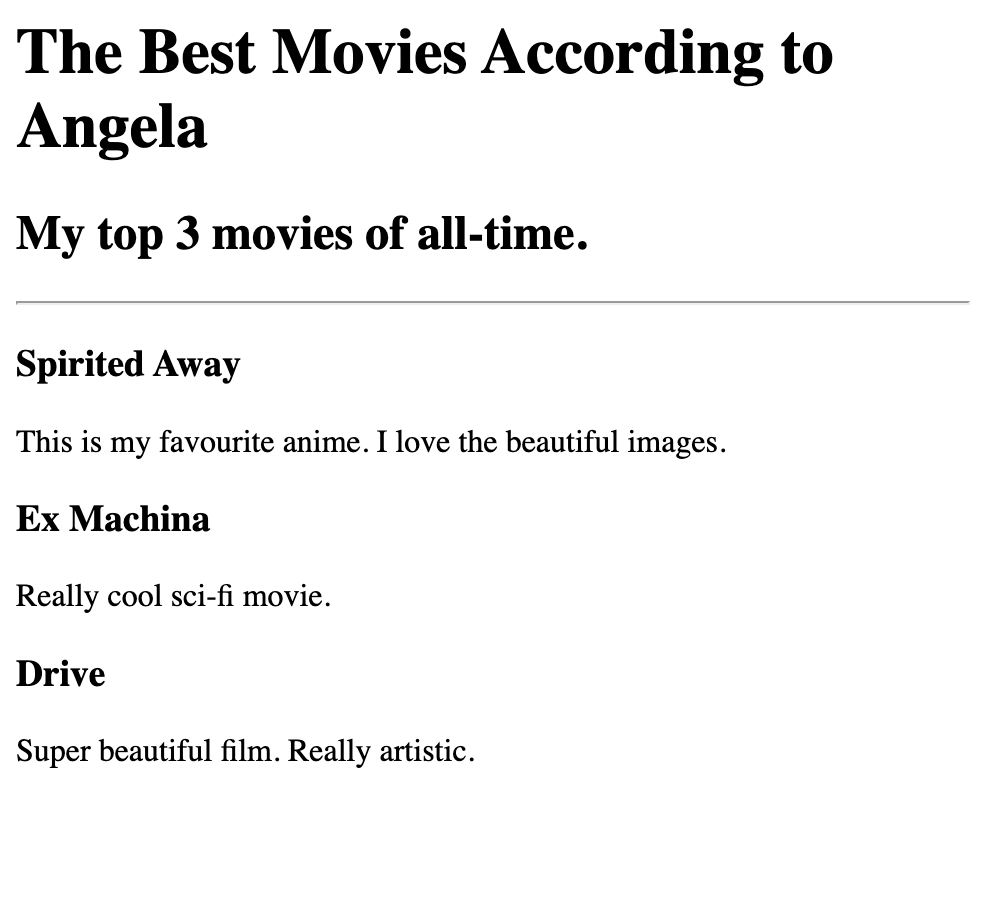 The Best Movies According to
Angela
My top 3 movies of all-time.
Spirited Away
This is my favourite anime. I love the beautiful images.
Ex Machina
Really cool sci-fi movie.
Drive
Super beautiful film. Really artistic.